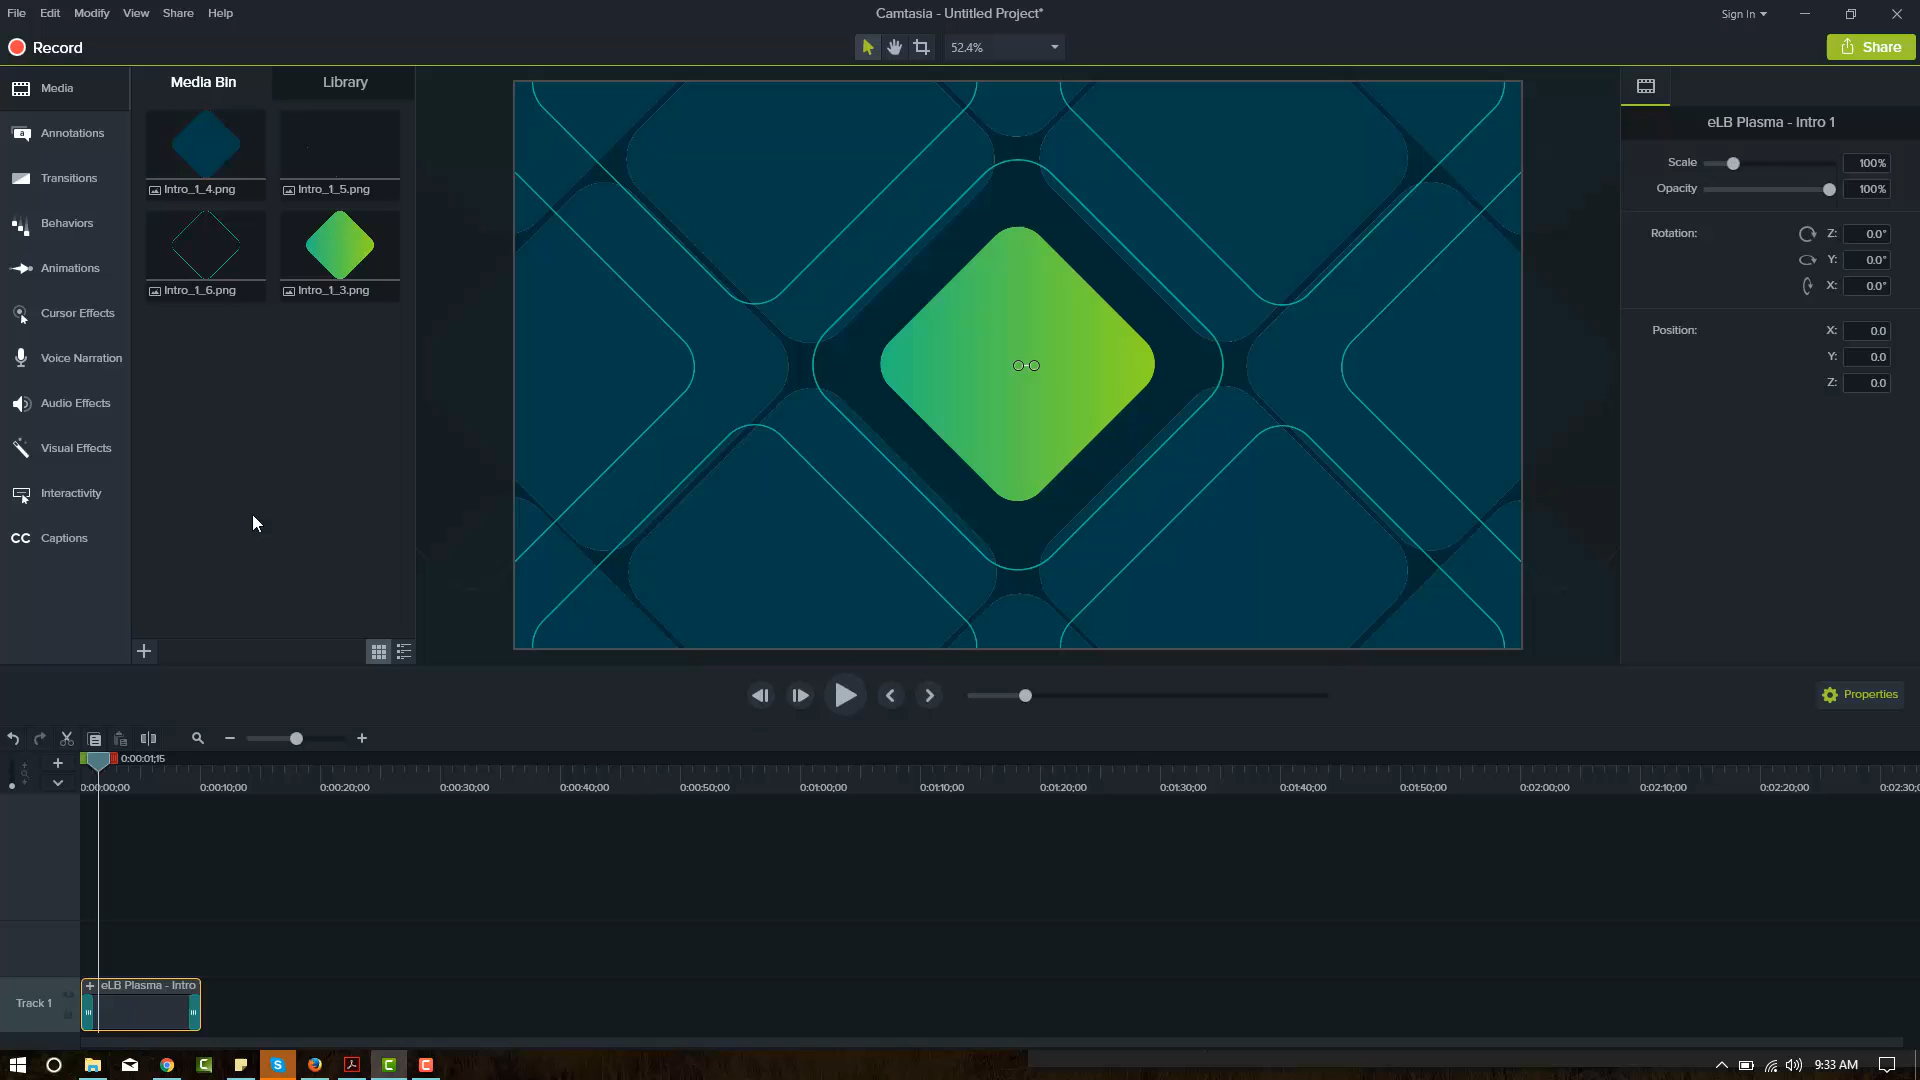 File Edit Modify View Share Help
Camtasia - Untitled Project*
Sign In
Record
52.4%
Share
Media
Annotations
Transitions
Behaviors
Animations
Cursor Effects
Voice Narration
Audio Effects
Visual Effects
Interactivity
CC Captions
Media Bin Library
Intro_1_4.png Intro_1_5.png
Intro_1_6.png Intro_1_3.png
eLB Plasma - Intro 1
Scale 100%
Opacity 100%
Rotation: Z: 0.0°
Y: 0.0°
X: 0.0°
Position: X: 0.0
Y: 0.0
Z: 0.0
Properties
0:00:01;15
0:00:00;00 0:00:10;00 0:00:20;00 0:00:30;00 0:00:40;00 0:00:50;00 0:01:00;00 0:01:10;00 0:01:20;00 0:01:30;00 0:01:40;00 0:01:50;00 0:02:00;00 0:02:10;00 0:02:20;00 0:02:30;0
Track 1
eLB Plasma - Intro
9:33 AM